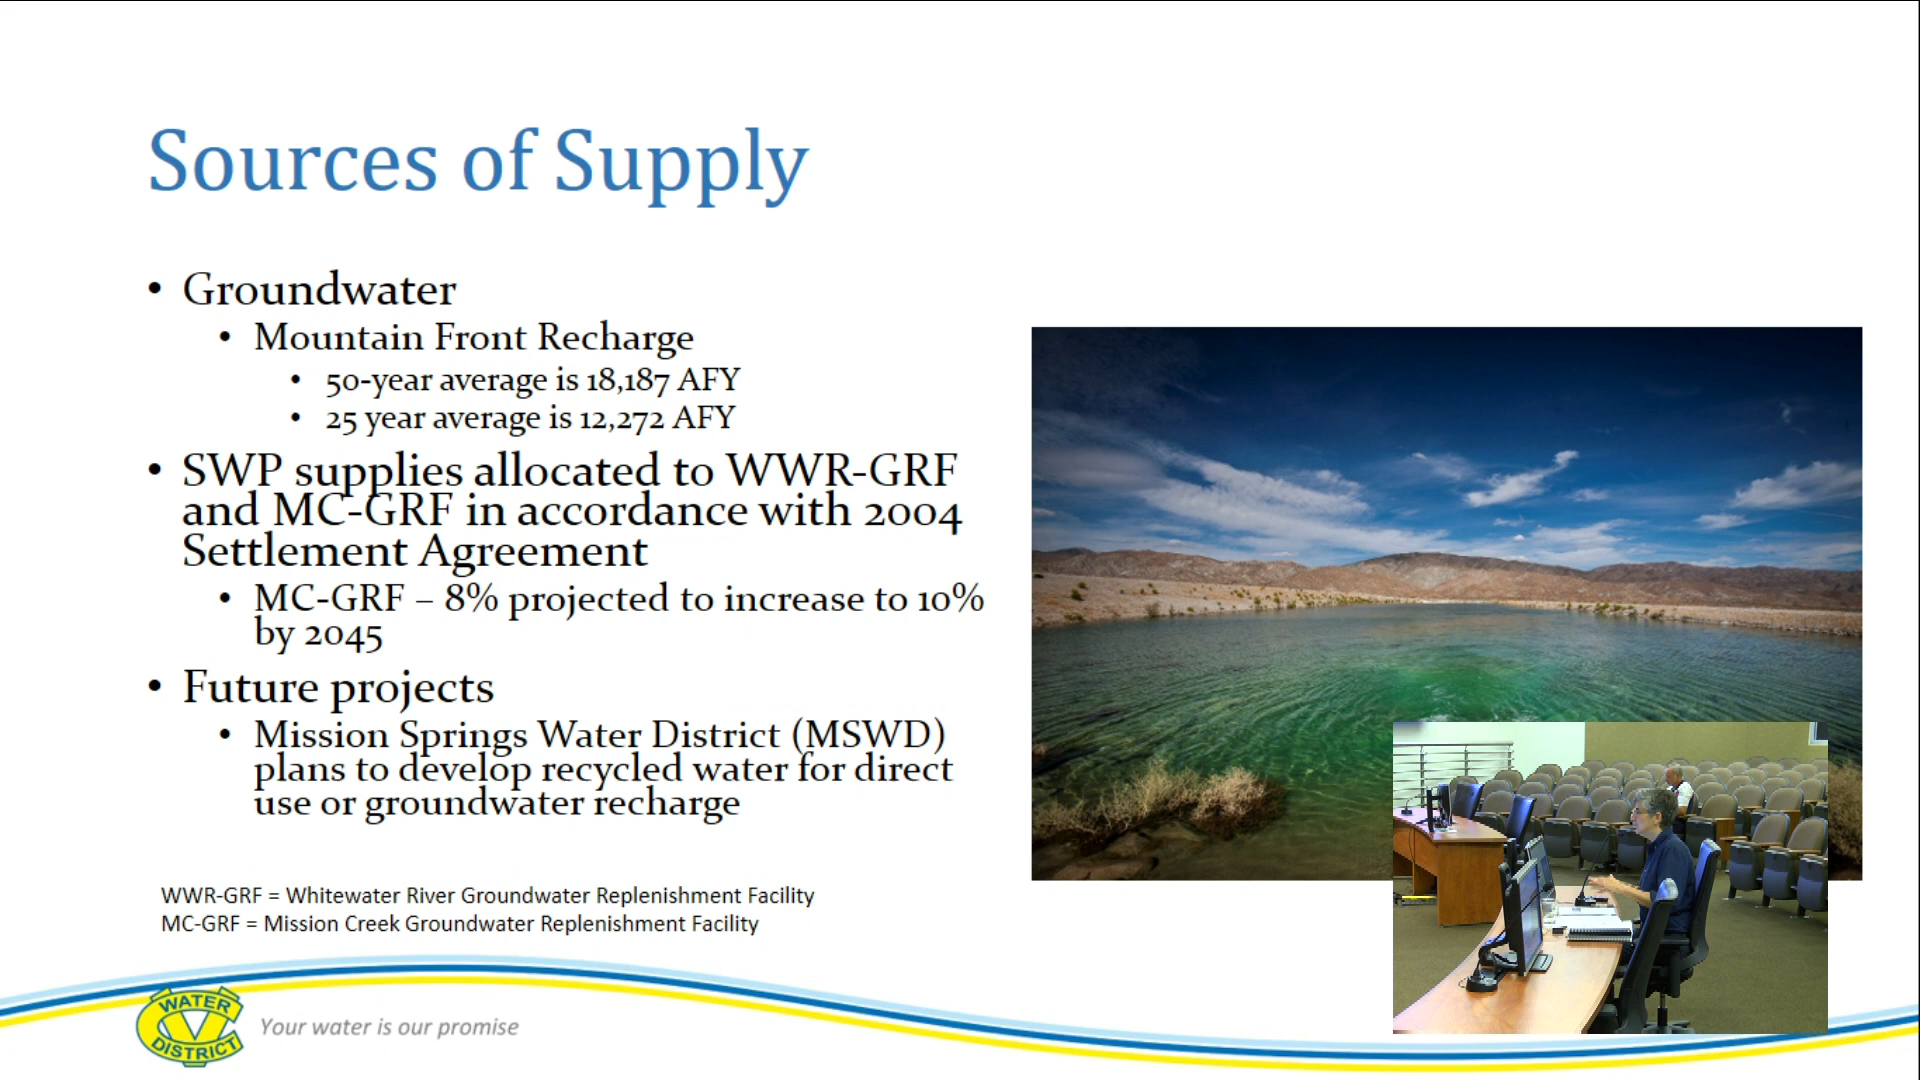 Sources of Supply
• Groundwater
• Mountain Front Recharge
• 50-year average is 18,187 AFY
• 25 year average is 12,272 AFY
• SWP supplies allocated to WWR-GRF
and MC-GRF in accordance with 2004
Settlement Agreement
• MC-GRF – 8% projected to increase to 10%
by 2045
• Future projects
• Mission Springs Water District (MSWD)
plans to develop recycled water for direct
use or groundwater recharge
WWR-GRF = Whitewater River Groundwater Replenishment Facility
MC-GRF = Mission Creek Groundwater Replenishment Facility
WATER
CV
DISTRICT
Your water is our promise